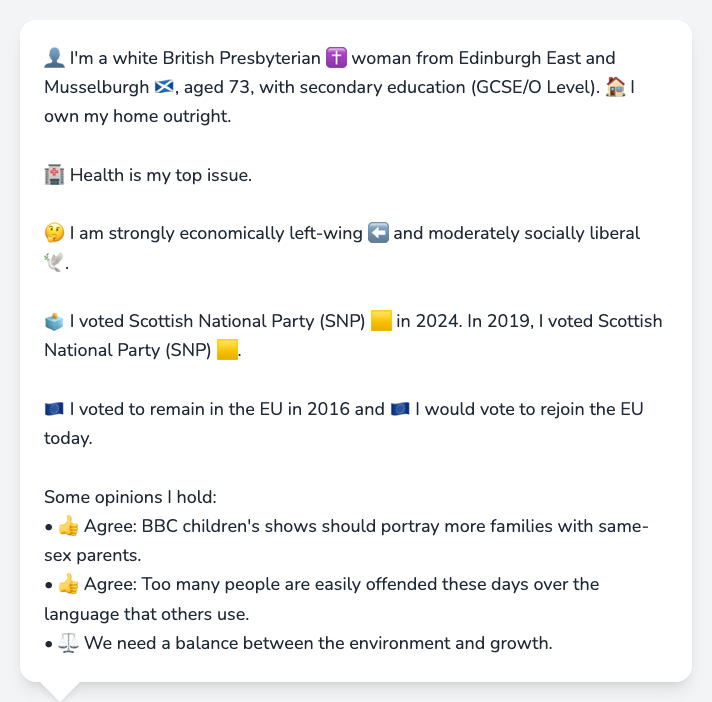 👤 I'm a white British Presbyterian ✝️ woman from Edinburgh East and
Musselburgh 🏴󠁧󠁢󠁳󠁣󠁴󠁿, aged 73, with secondary education (GCSE/O Level). 🏠 I
own my home outright.
🏥 Health is my top issue.
🤔 I am strongly economically left-wing ⬅️ and moderately socially liberal
🕊️.
🗳️ I voted Scottish National Party (SNP) 🟨 in 2024. In 2019, I voted Scottish
National Party (SNP) 🟨.
🇪🇺 I voted to remain in the EU in 2016 and 🇪🇺 I would vote to rejoin the EU
today.
Some opinions I hold:
• 👍 Agree: BBC children's shows should portray more families with same-
sex parents.
• 👍 Agree: Too many people are easily offended these days over the
language that others use.
• ⚖️ We need a balance between the environment and growth.